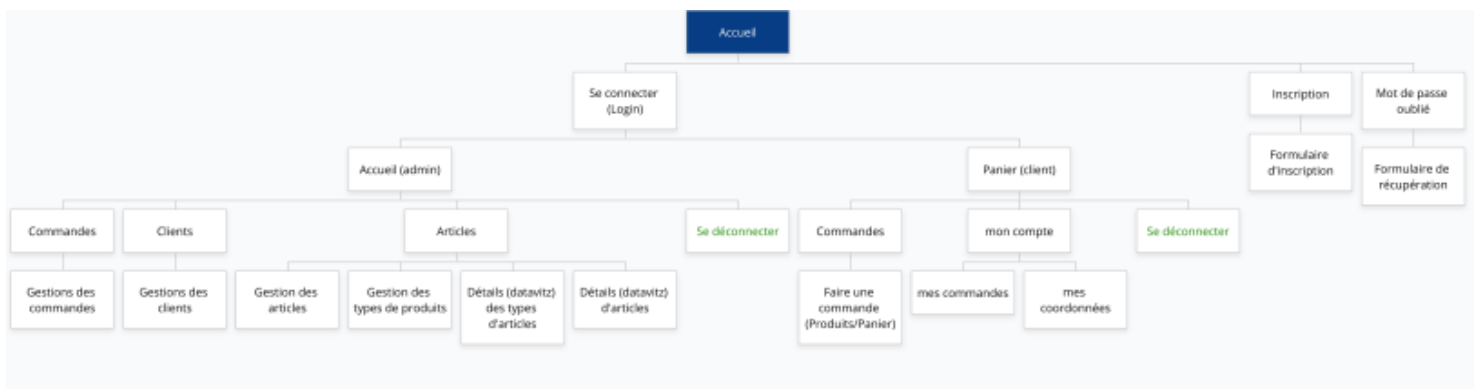 Accueil
Se connecter
(Login)
Inscription
Mot de passe
oublié
Accueil (admin)
Panier (client)
Formulaire
d'inscription
Formulaire de
récupération
Commandes
Clients
Articles
Se déconnecter
Commandes
mon compte
Se déconnecter
Gestions des
commandes
Gestions des
clients
Gestion des
articles
Gestion des
types de produits
Détails (datavitz)
des types
d'articles
Détails (datavitz)
d'articles
Faire une
commande
(Produits/Panier)
mes commandes
mes
coordonnées